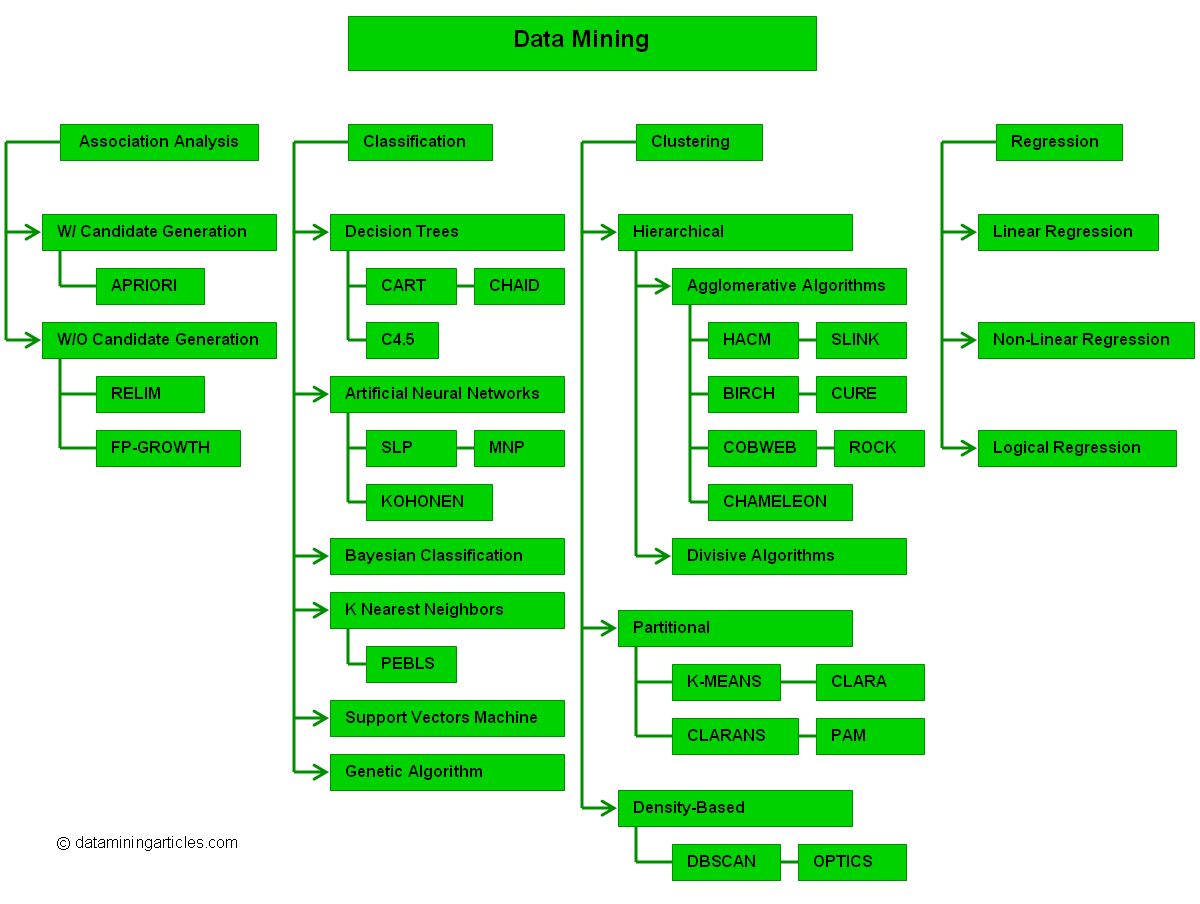 Data Mining
Association Analysis
W/ Candidate Generation
APRIORI
W/O Candidate Generation
RELIM
FP-GROWTH
Classification
Decision Trees
CART
CHAID
C4.5
Artificial Neural Networks
SLP
MNP
KOHONEN
Bayesian Classification
K Nearest Neighbors
PEBLS
Support Vectors Machine
Genetic Algorithm
Clustering
Hierarchical
Agglomerative Algorithms
HACM
SLINK
BIRCH
CURE
COBWEB
ROCK
CHAMELEON
Divisive Algorithms
Partitional
K-MEANS
CLARA
CLARANS
PAM
Density-Based
DBSCAN
OPTICS
Regression
Linear Regression
Non-Linear Regression
Logical Regression
© dataminingarticles.com